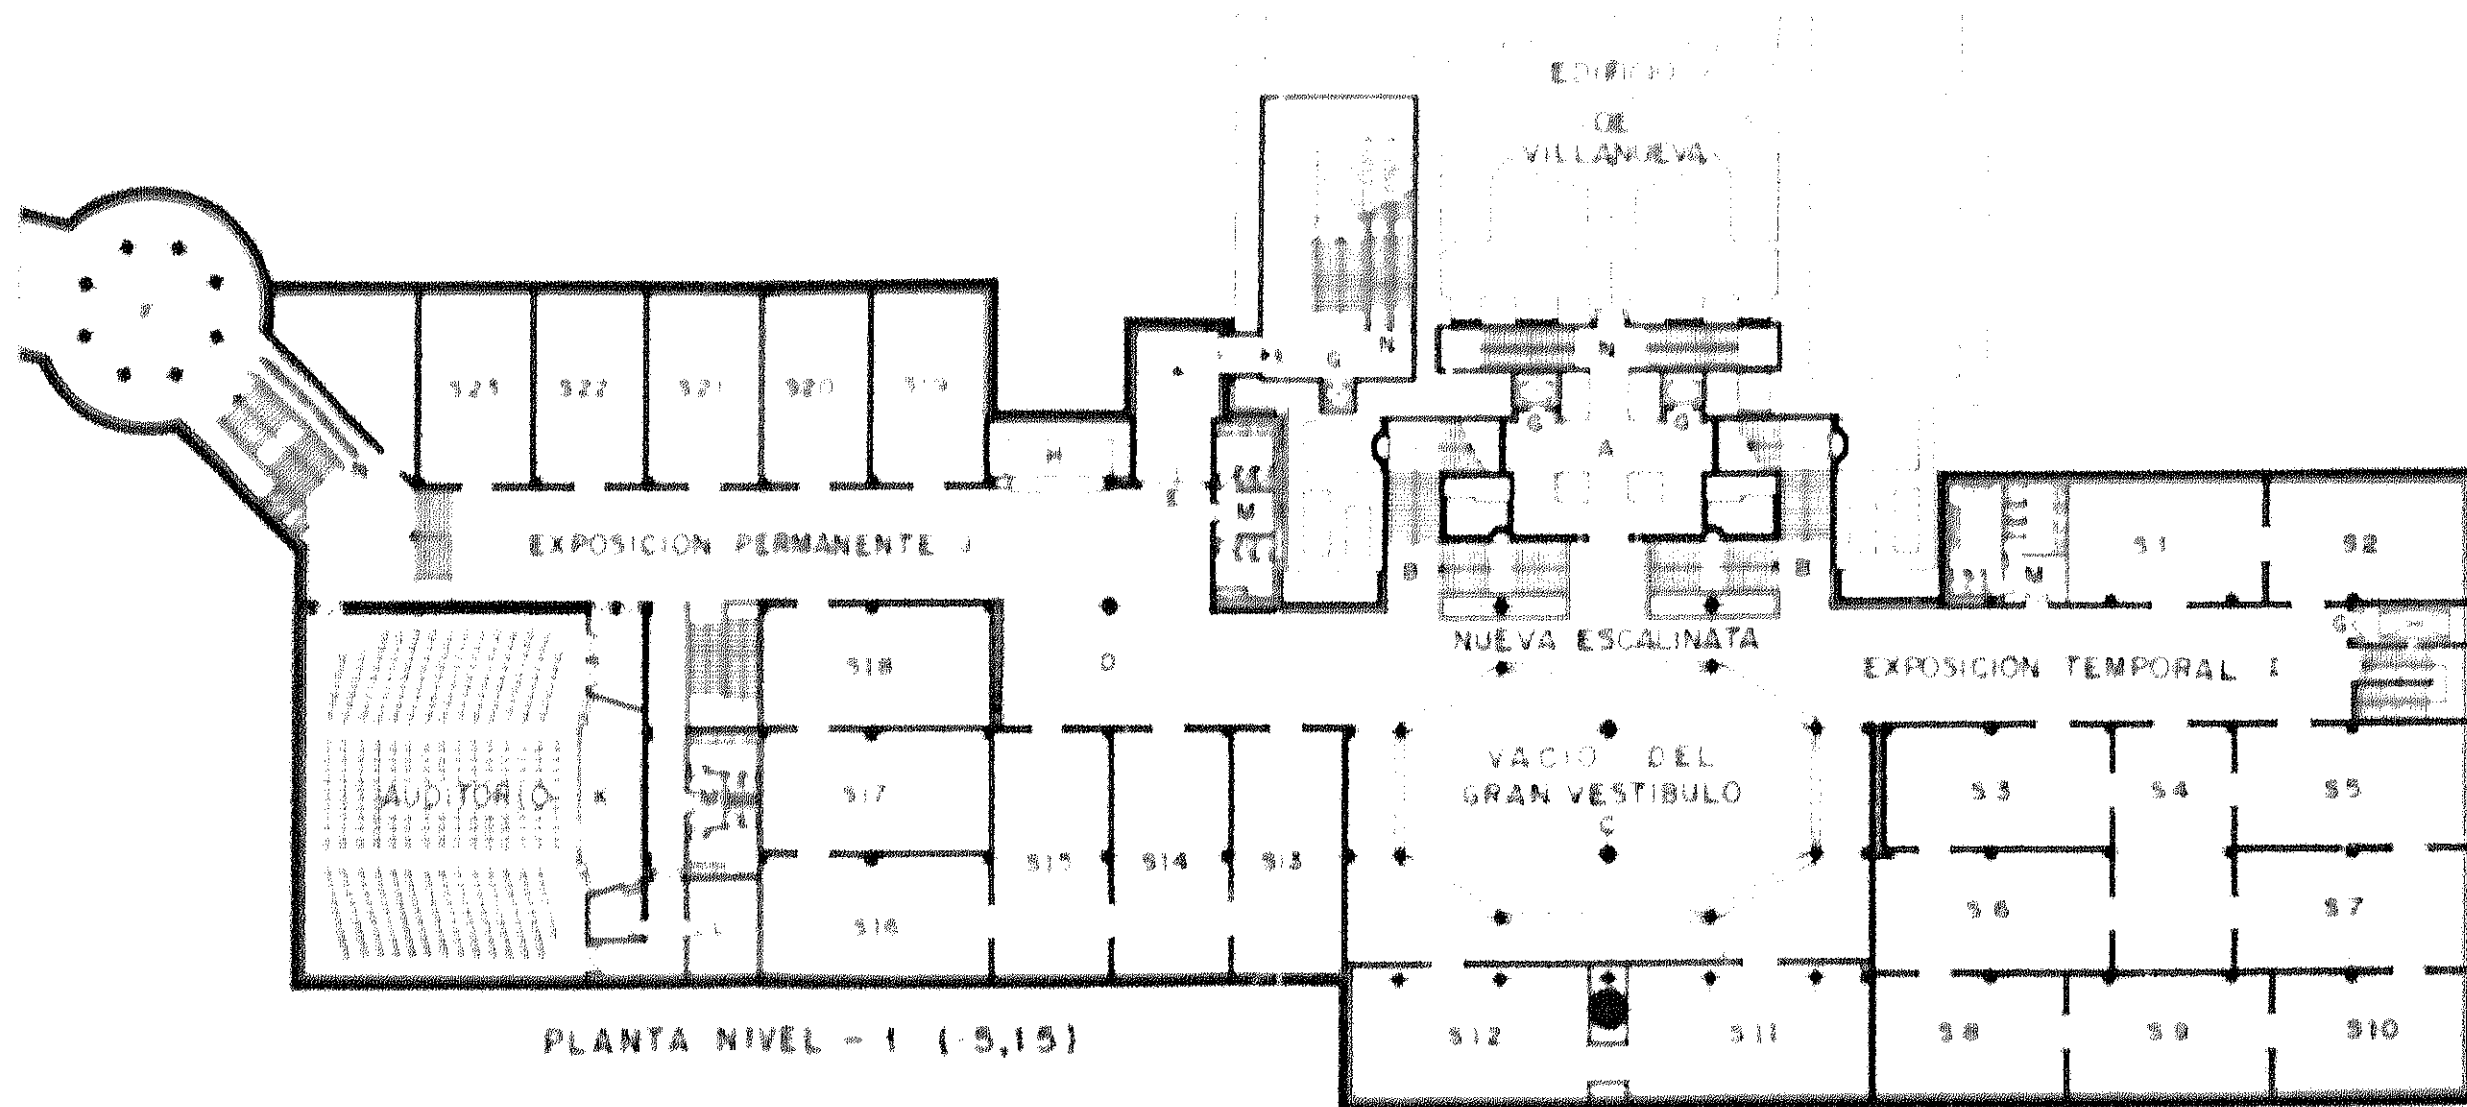 EDIFICIO
DE
VILLANUEVA
F
S23 S22 S21 S20 S19
H
G
N
N
G
G
A
E
M
B
B
EXPOSICION PERMANENTE J
S1
S2
M
NUEVA ESCALINATA
G
EXPOSICION TEMPORAL I
S18
D
VACIO DEL
GRAN VESTIBULO
C
AUDITORIO
K
S17
S3
S4
S5
S15
S14
S13
S16
L
S6
S7
S12
S11
S8
S9
S10
PLANTA NIVEL - 1 (-5,15)